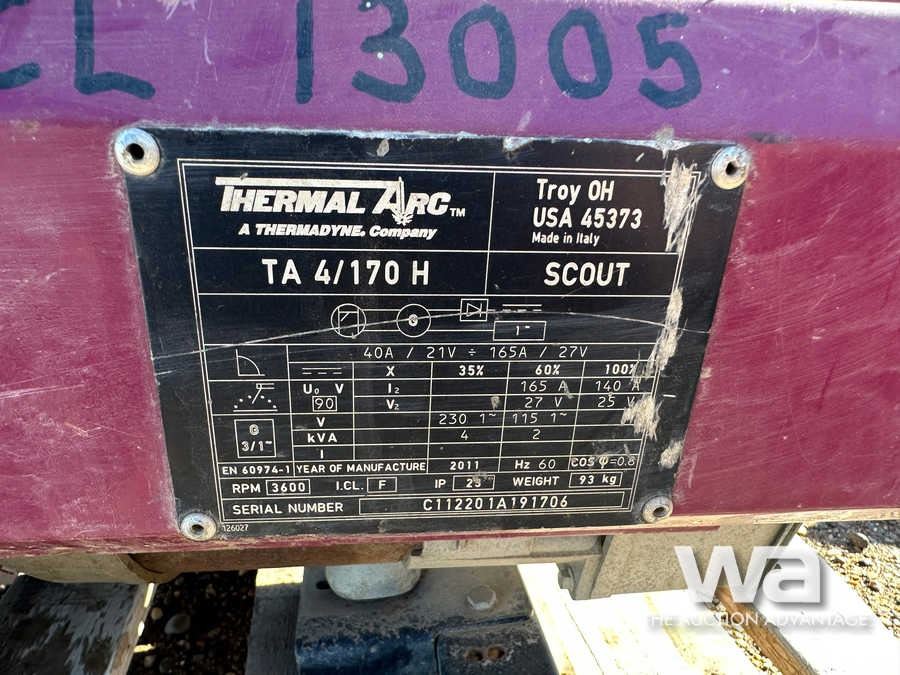 CL 13005
THERMAL ARC™
A THERMADYNE® Company
Troy OH
USA 45373
Made in Italy
TA 4/170 H
SCOUT
G
1~
40A / 21V ÷ 165A / 27V
X 35% 60% 100%
U₀ V I₂ 165 A 140 A
90 V₂ 27 V 25 V
G V 230 1~ 115 1~
3/1~ kVA 4 2
I
EN 60974-1 YEAR OF MANUFACTURE 2011 Hz 60 COS φ=0.8
RPM 3600 I.CL. F IP 23 WEIGHT 93 kg
SERIAL NUMBER C112201A191706
126027
wa
THE AUCTION ADVANTAGE